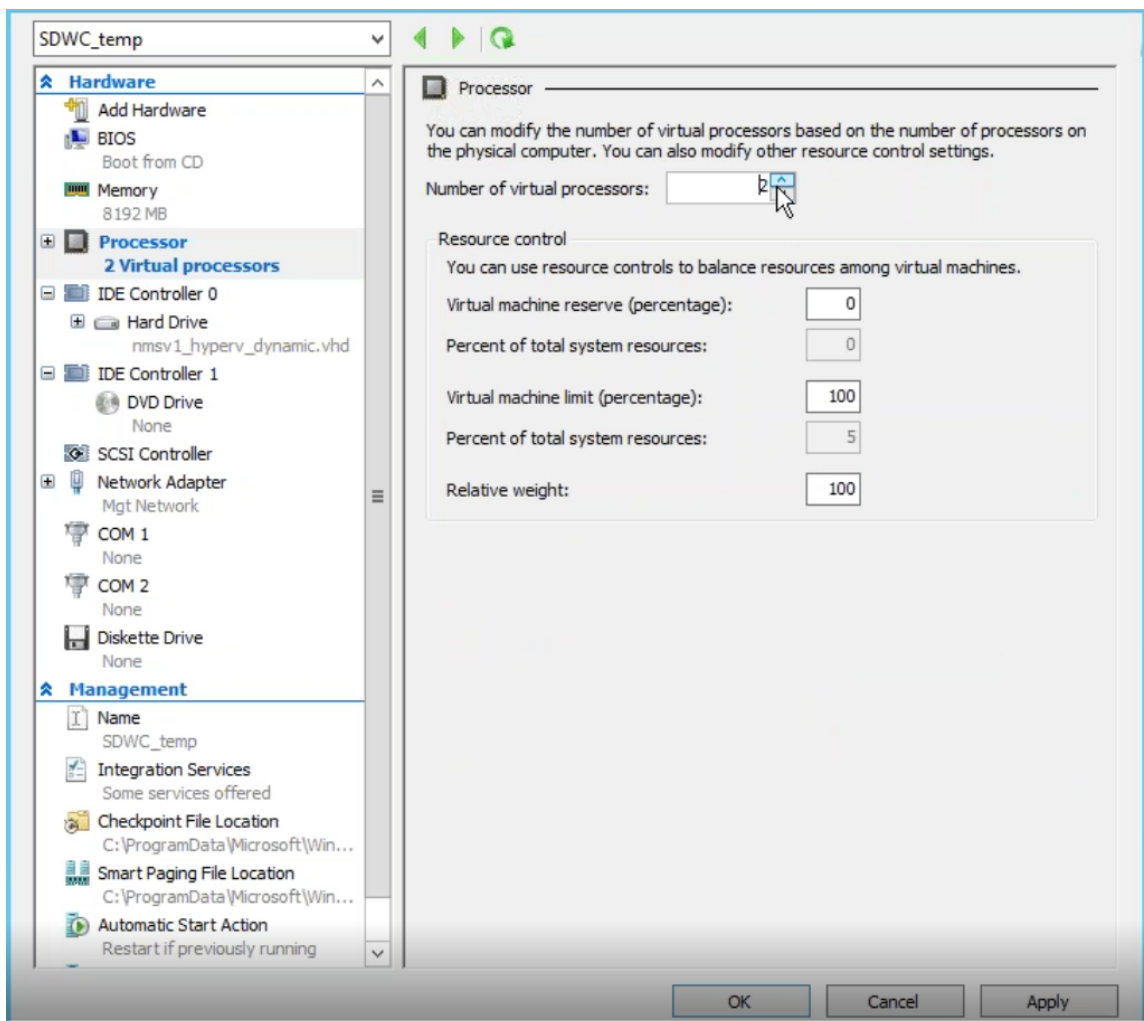 SDWC_temp
Hardware
Add Hardware
BIOS
Boot from CD
Memory
8192 MB
Processor
2 Virtual processors
IDE Controller 0
Hard Drive
nmsv1_hyperv_dynamic.vhd
IDE Controller 1
DVD Drive
None
SCSI Controller
Network Adapter
Mgt Network
COM 1
None
COM 2
None
Diskette Drive
None
Management
Name
SDWC_temp
Integration Services
Some services offered
Checkpoint File Location
C:\ProgramData\Microsoft\Win...
Smart Paging File Location
C:\ProgramData\Microsoft\Win...
Automatic Start Action
Restart if previously running
Processor
You can modify the number of virtual processors based on the number of processors on
the physical computer. You can also modify other resource control settings.
Number of virtual processors: 2
Resource control
You can use resource controls to balance resources among virtual machines.
Virtual machine reserve (percentage): 0
Percent of total system resources: 0
Virtual machine limit (percentage): 100
Percent of total system resources: 5
Relative weight: 100
OK Cancel Apply